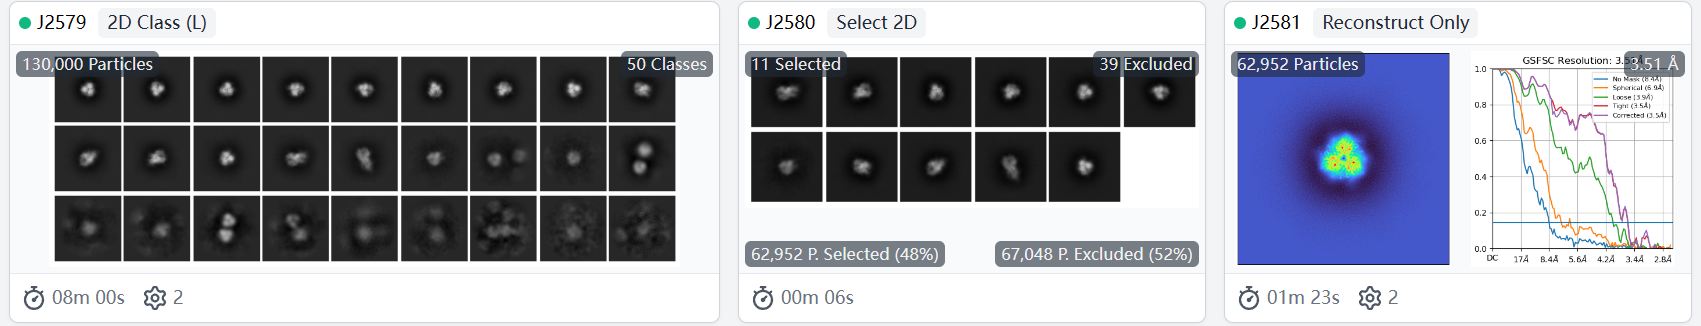 J2579 2D Class (L)
130,000 Particles
50 Classes
08m 00s 2
J2580 Select 2D
11 Selected
39 Excluded
62,952 P. Selected (48%)
67,048 P. Excluded (52%)
00m 06s
J2581 Reconstruct Only
62,952 Particles
3.51 Å
GSFSC Resolution:
No Mask (8.4Å)
Spherical (6.9Å)
Loose (3.9Å)
Tight (3.5Å)
Corrected (3.5Å)
1.0
0.8
0.6
0.4
0.2
0.0
DC 17Å 8.4Å 5.6Å 4.2Å 3.4Å 2.8Å
01m 23s 2